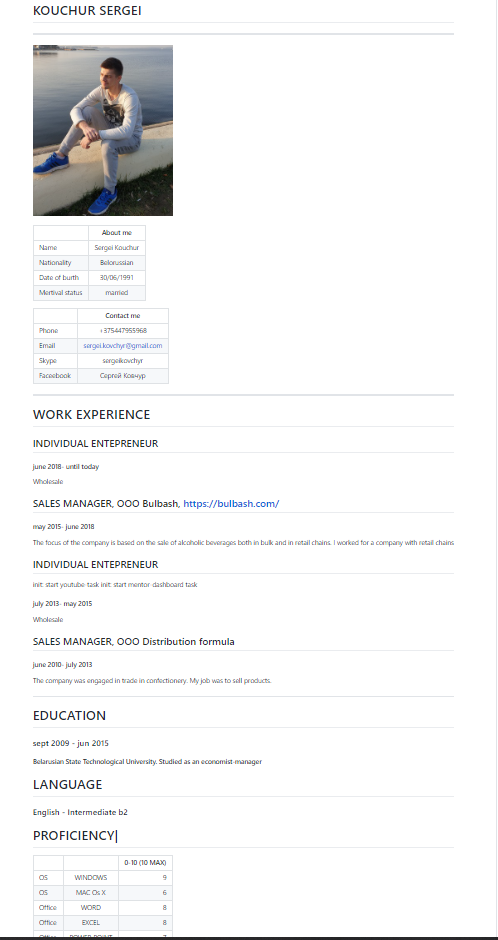 KOUCHUR SERGEI
About me
Name Sergei Kouchur
Nationality Belorussian
Date of burth 30/06/1991
Mertival status married
Contact me
Phone +375447955968
Email sergei.kovchyr@gmail.com
Skype sergeikovchyr
Faceebook Сергей Ковчур
WORK EXPERIENCE
INDIVIDUAL ENTEPRENEUR
june 2018- until today
Wholesale
SALES MANAGER, OOO Bulbash, https://bulbash.com/
may 2015- june 2018
The focus of the company is based on the sale of alcoholic beverages both in bulk and in retail chains. I worked for a company with retail chains
INDIVIDUAL ENTEPRENEUR
init: start youtube-task init: start mentor-dashboard task
july 2013- may 2015
Wholesale
SALES MANAGER, OOO Distribution formula
june 2010- july 2013
The company was engaged in trade in confectionery. My job was to sell products.
EDUCATION
sept 2009 - jun 2015
Belarusian State Technological University. Studied as an economist-manager
LANGUAGE
English - Intermediate b2
PROFICIENCY
0-10 (10 MAX)
OS WINDOWS 9
OS MAC Os X 6
Office WORD 8
Office EXCEL 8
Office POWER POINT 7